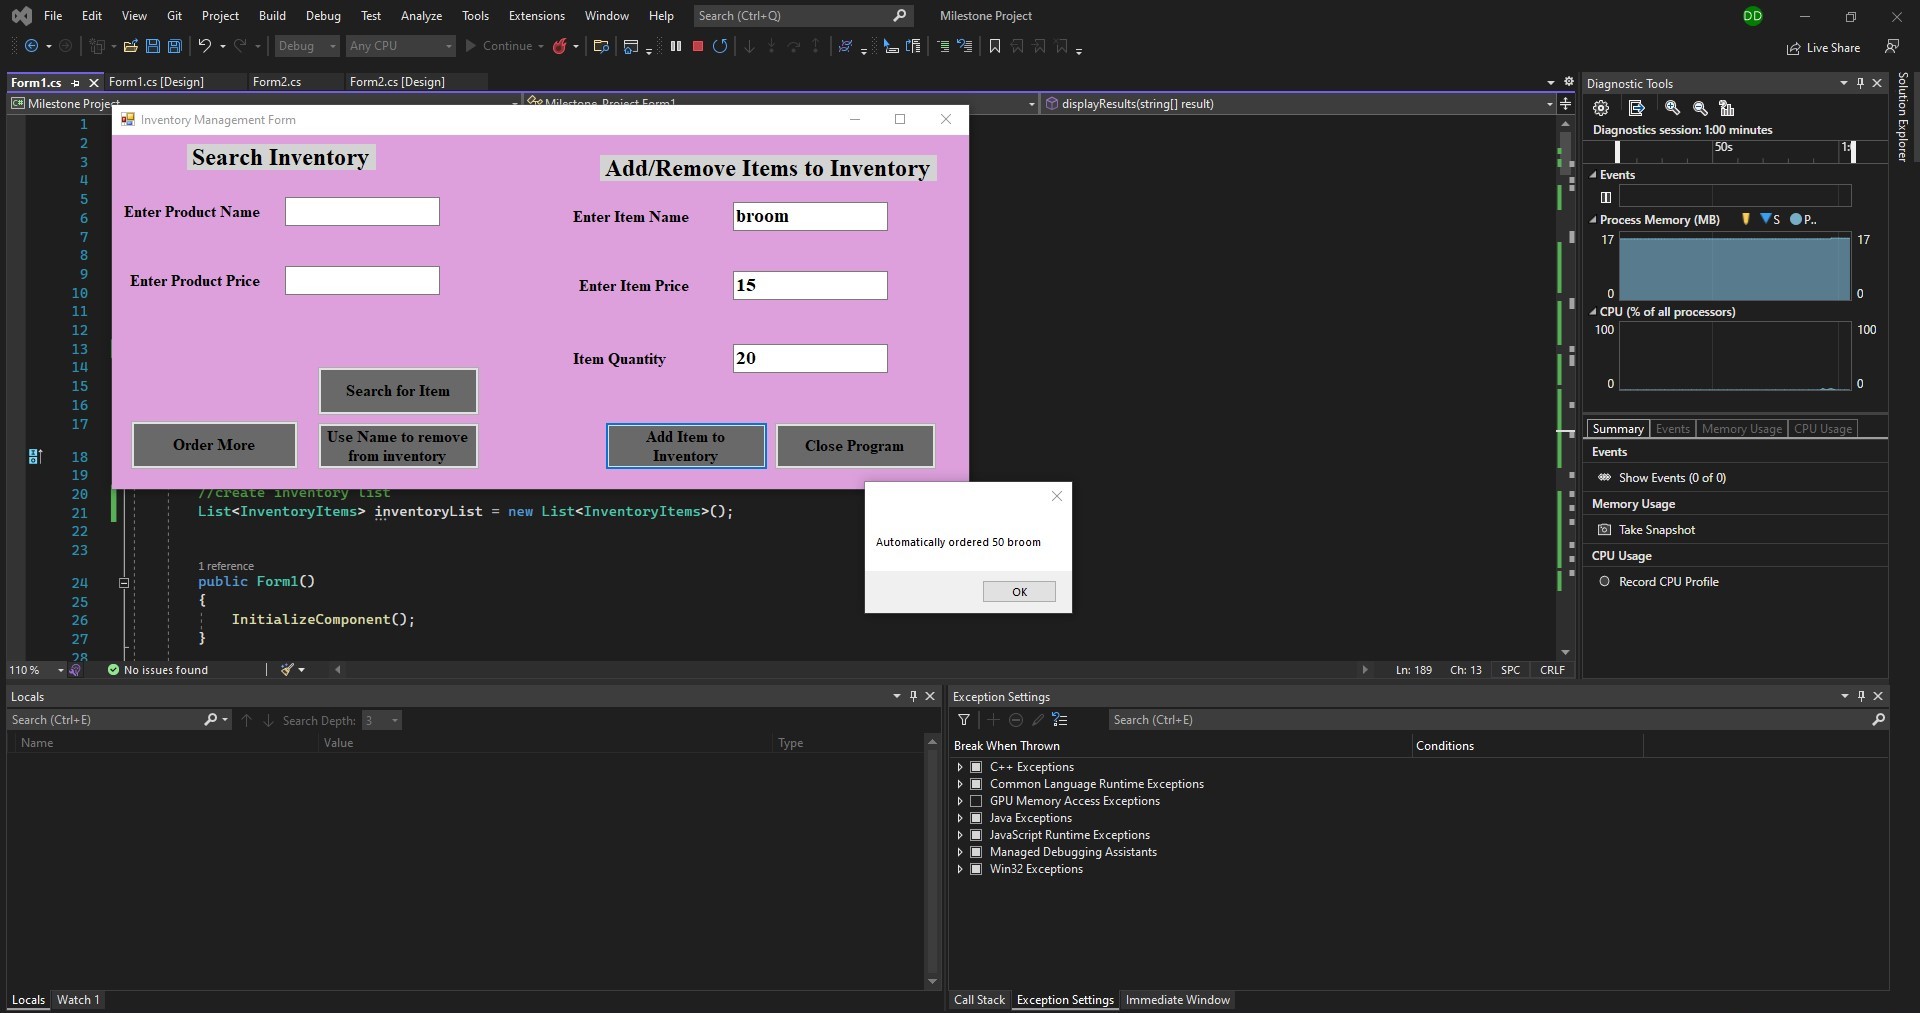 File Edit View Git Project Build Debug Test Analyze Tools Extensions Window Help Search (Ctrl+Q) Milestone Project DD
Debug Any CPU Continue Live Share
Form1.cs Form1.cs [Design] Form2.cs Form2.cs [Design]
Milestone Project Milestone_Project.Form1 displayResults(string[] result)
Inventory Management Form
Search Inventory
Add/Remove Items to Inventory
Enter Product Name
Enter Item Name broom
Enter Product Price
Enter Item Price 15
Item Quantity 20
Search for Item
Order More
Use Name to remove
from inventory
Add Item to
Inventory
Close Program
1
2
3
4
5
6
7
8
9
10
11
12
13
14
15
16
17
18
19
20 //create inventory list
21 List<InventoryItems> inventoryList = new List<InventoryItems>();
22
23
1 reference
24 public Form1()
25 {
26 InitializeComponent();
27 }
28
Automatically ordered 50 broom
OK
110 % No issues found Ln: 189 Ch: 13 SPC CRLF
Diagnostic Tools
Diagnostics session: 1:00 minutes
50s
Events
Process Memory (MB) S P..
17 17
0 0
CPU (% of all processors)
100 100
0 0
Summary Events Memory Usage CPU Usage
Events
Show Events (0 of 0)
Memory Usage
Take Snapshot
CPU Usage
Record CPU Profile
Solution Explorer
Locals
Search (Ctrl+E) Search Depth: 3
Name Value Type
Locals Watch 1
Exception Settings
Search (Ctrl+E)
Break When Thrown Conditions
C++ Exceptions
Common Language Runtime Exceptions
GPU Memory Access Exceptions
Java Exceptions
JavaScript Runtime Exceptions
Managed Debugging Assistants
Win32 Exceptions
Call Stack Exception Settings Immediate Window